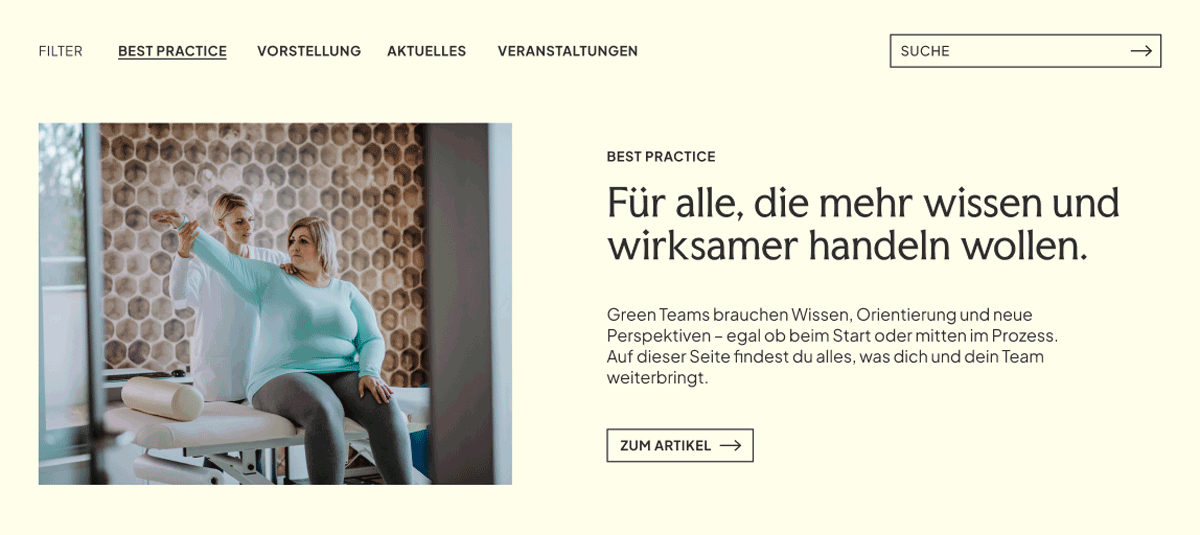 FILTER BEST PRACTICE VORSTELLUNG AKTUELLES VERANSTALTUNGEN SUCHE
BEST PRACTICE
Für alle, die mehr wissen und
wirksamer handeln wollen.
Green Teams brauchen Wissen, Orientierung und neue
Perspektiven – egal ob beim Start oder mitten im Prozess.
Auf dieser Seite findest du alles, was dich und dein Team
weiterbringt.
ZUM ARTIKEL